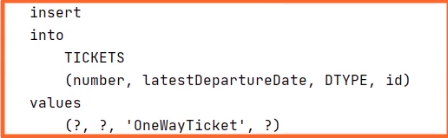 insert
into
TICKETS
(number, latestDepartureDate, DTYPE, id)
values
(?, ?, 'OneWayTicket', ?)